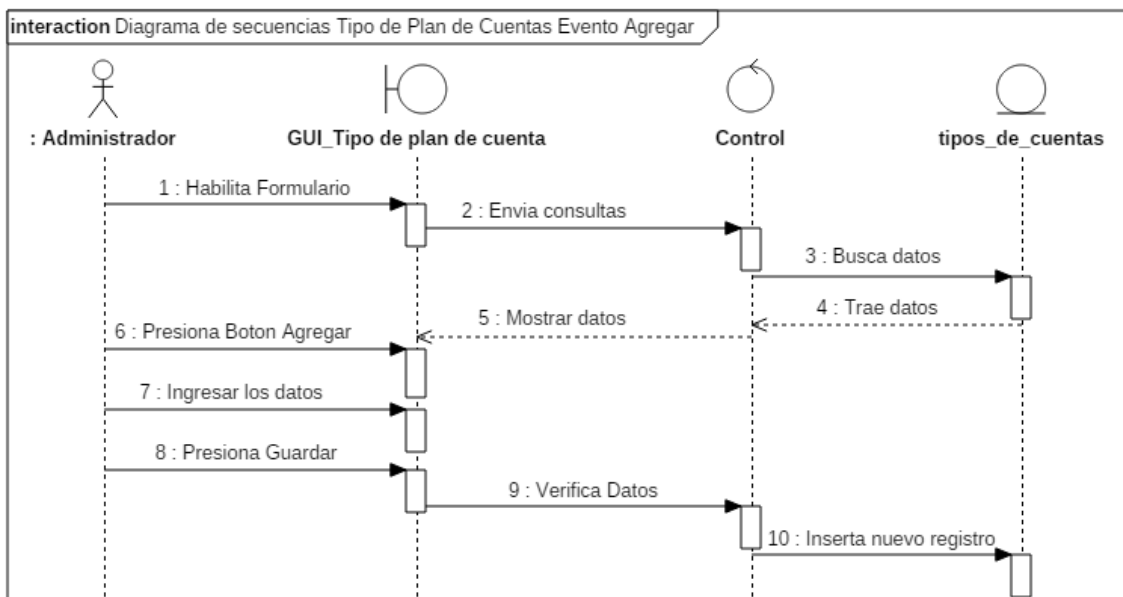 interaction Diagrama de secuencias Tipo de Plan de Cuentas Evento Agregar
: Administrador
GUI_Tipo de plan de cuenta
Control
tipos_de_cuentas
1 : Habilita Formulario
2 : Envia consultas
3 : Busca datos
4 : Trae datos
5 : Mostrar datos
6 : Presiona Boton Agregar
7 : Ingresar los datos
8 : Presiona Guardar
9 : Verifica Datos
10 : Inserta nuevo registro